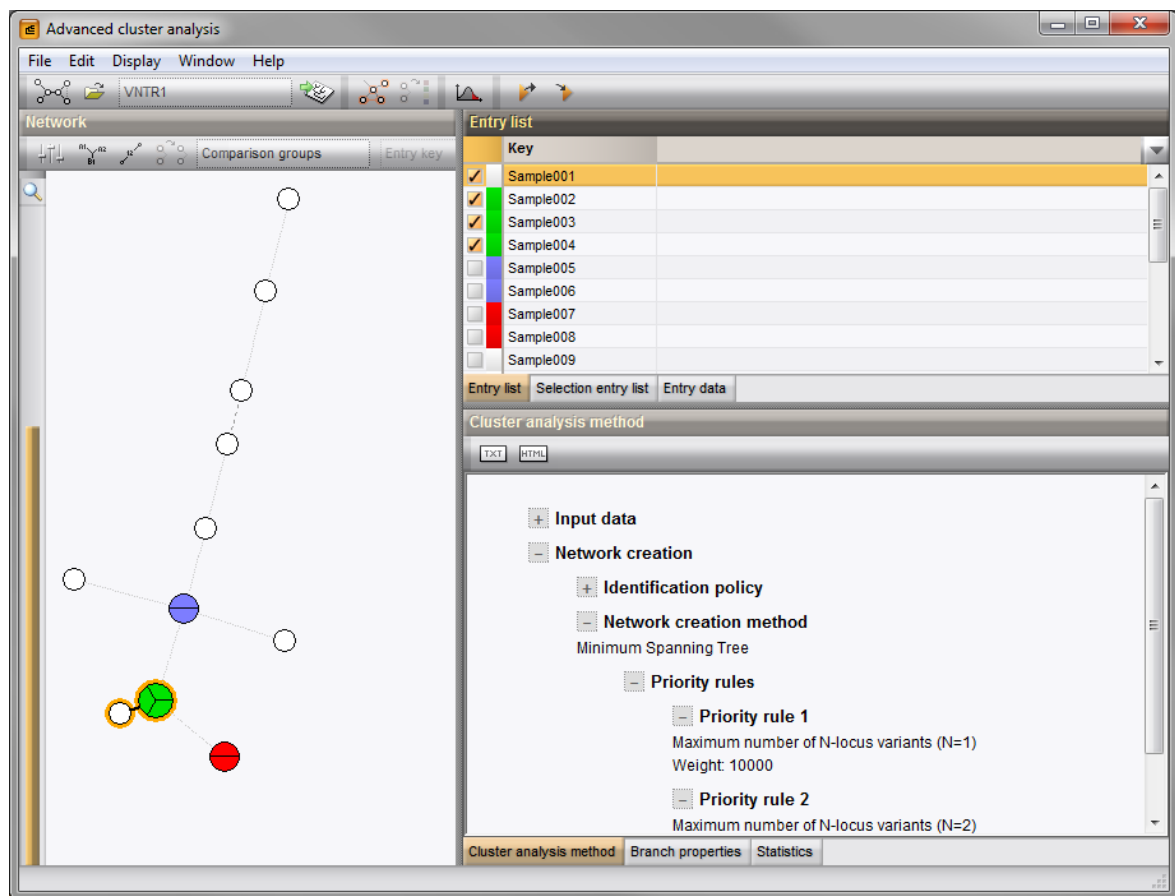 Advanced cluster analysis
File Edit Display Window Help
VNTR1
Network
Comparison groups
Entry key
Entry list
Key
Sample001
Sample002
Sample003
Sample004
Sample005
Sample006
Sample007
Sample008
Sample009
Entry list Selection entry list Entry data
Cluster analysis method
TXT HTML
+ Input data
− Network creation
+ Identification policy
− Network creation method
Minimum Spanning Tree
− Priority rules
− Priority rule 1
Maximum number of N-locus variants (N=1)
Weight: 10000
− Priority rule 2
Maximum number of N-locus variants (N=2)
Cluster analysis method Branch properties Statistics